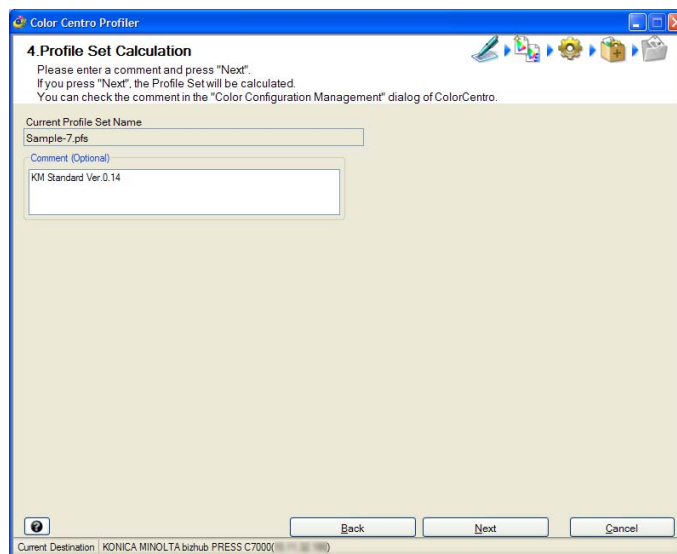 Color Centro Profiler
4.Profile Set Calculation
Please enter a comment and press "Next".
If you press "Next", the Profile Set will be calculated.
You can check the comment in the "Color Configuration Management" dialog of ColorCentro.
Current Profile Set Name
Sample-7.pfs
Comment (Optional)
KM Standard Ver.0.14
? Back Next Cancel
Current Destination KONICA MINOLTA bizhub PRESS C7000( )